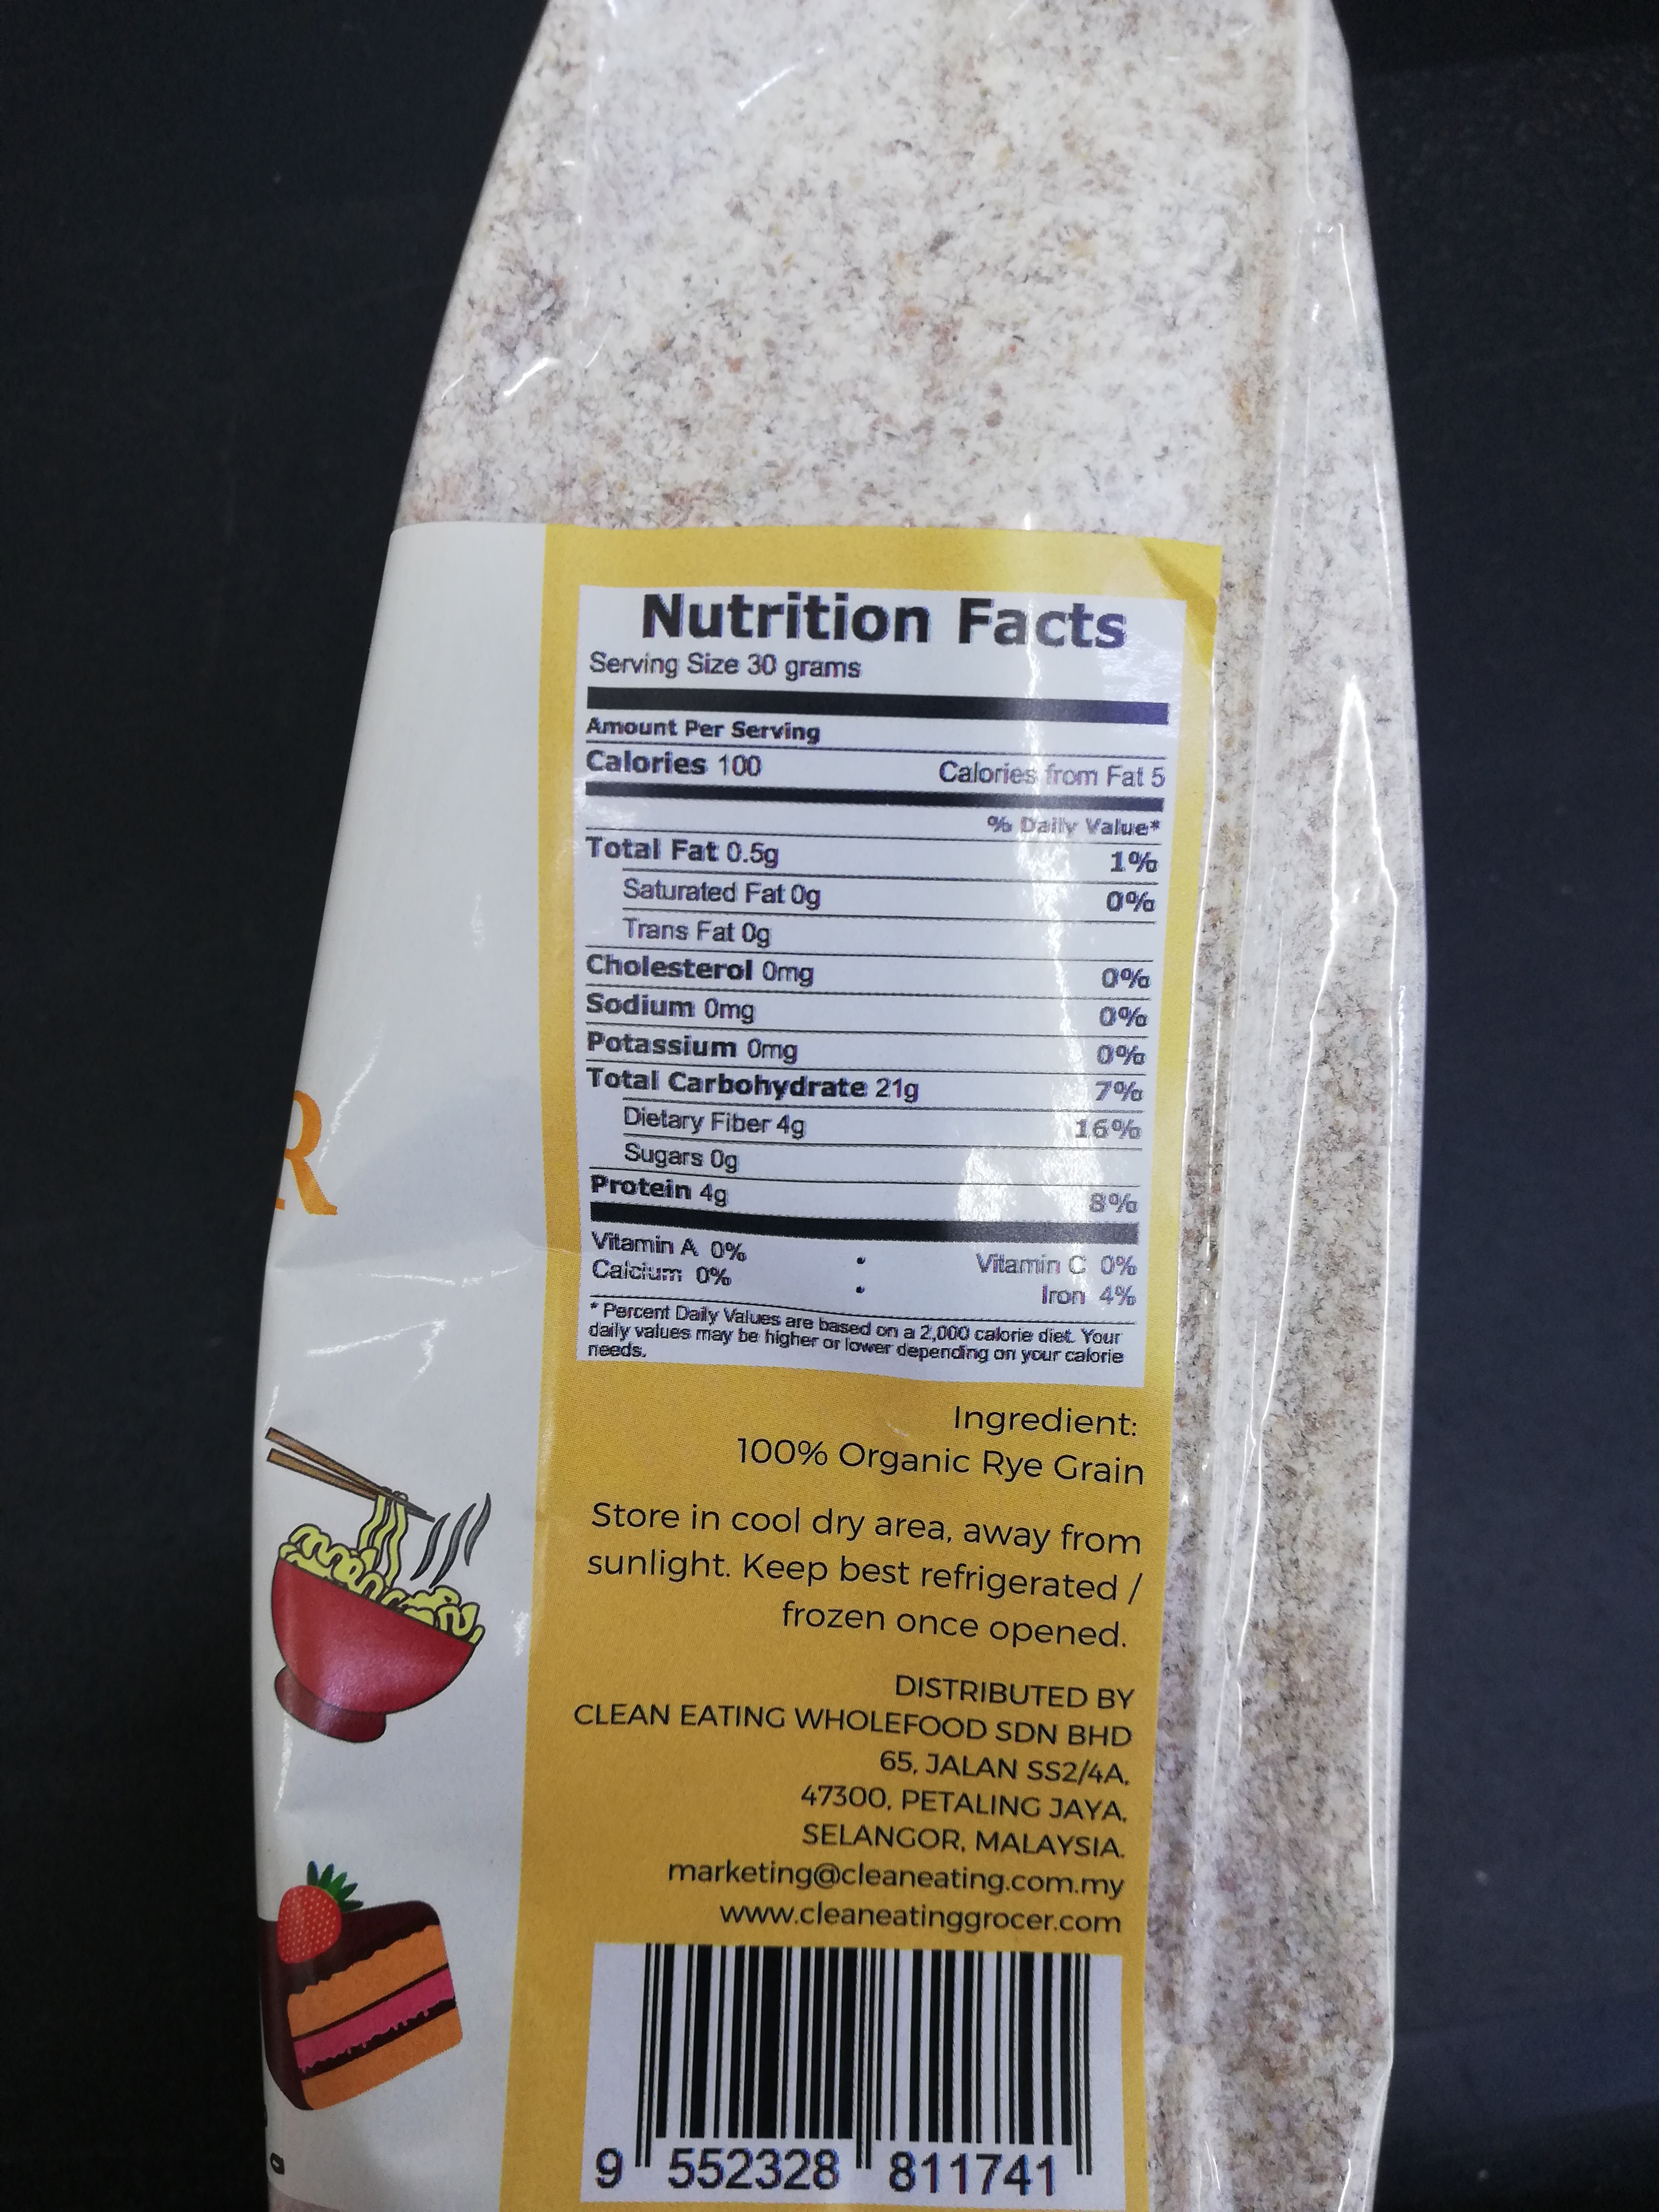 Nutrition Facts
Serving Size 30 grams
Amount Per Serving
Calories 100 Calories from Fat 5
% Daily Value*
Total Fat 0.5g 1%
Saturated Fat 0g 0%
Trans Fat 0g
Cholesterol 0mg 0%
Sodium 0mg 0%
Potassium 0mg 0%
Total Carbohydrate 21g 7%
Dietary Fiber 4g 16%
Sugars 0g
Protein 4g 8%
Vitamin A 0% • Vitamin C 0%
Calcium 0% • Iron 4%
* Percent Daily Values are based on a 2,000 calorie diet. Your
daily values may be higher or lower depending on your calorie
needs.
R
Ingredient:
100% Organic Rye Grain
Store in cool dry area, away from
sunlight. Keep best refrigerated /
frozen once opened.
DISTRIBUTED BY
CLEAN EATING WHOLEFOOD SDN BHD
65, JALAN SS2/4A,
47300, PETALING JAYA,
SELANGOR, MALAYSIA.
marketing@cleaneating.com.my
www.cleaneatinggrocer.com
9 552328 811741